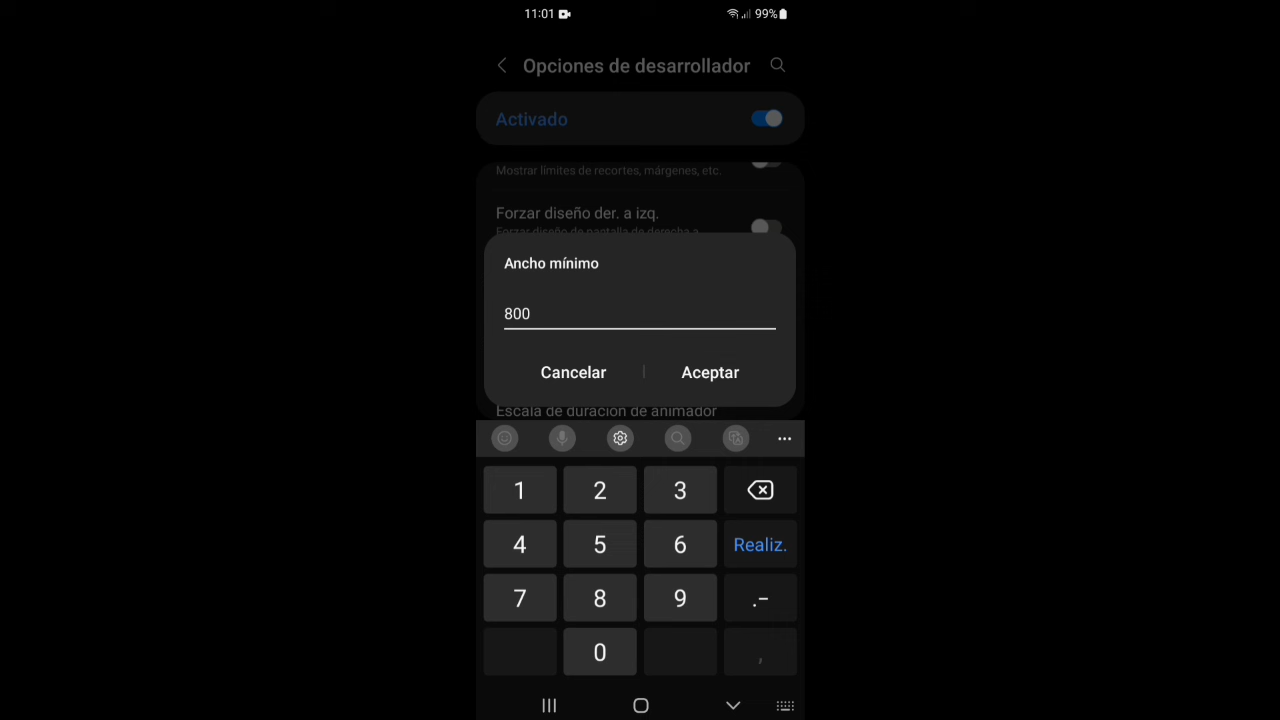 11:01
99%
Opciones de desarrollador
Activado
Mostrar límites de recortes, márgenes, etc.
Forzar diseño der. a izq.
Forzar diseño de pantalla de derecha a
Ancho mínimo
800
Cancelar
Aceptar
Escala de duración de animador
1 2 3
4 5 6 Realiz.
7 8 9 .-
0 ,